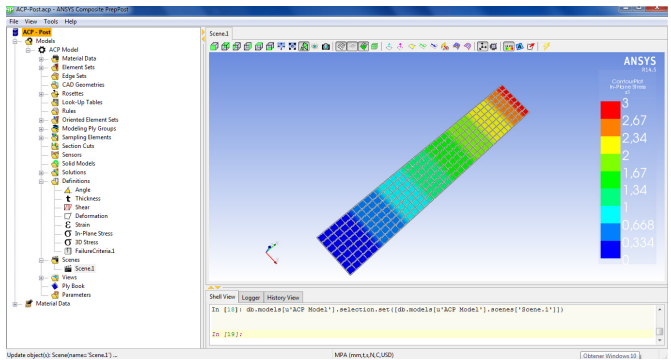 ACP-Post.acp - ANSYS Composite PrepPost
File View Tools Help
ACP - Post
Models
ACP Model
Material Data
Element Sets
Edge Sets
CAD Geometries
Rosettes
Look-Up Tables
Rules
Oriented Element Sets
Modeling Ply Groups
Sampling Elements
Section Cuts
Sensors
Solid Models
Solutions
Definitions
Angle
Thickness
Shear
Deformation
Strain
In-Plane Stress
3D Stress
FailureCriteria.1
Scenes
Scene.1
Views
Ply Book
Parameters
Material Data
Scene.1
ANSYS
R14.5
ContourPlot
In-Plane Stress
s1
3
2,67
2,34
2
1,67
1,34
1
0,668
0,334
Shell View Logger History View
In [18]: db.models[u'ACP Model'].selection.set([db.models[u'ACP Model'].scenes['Scene.1']])
In [19]:
Update object(s): Scene(name='Scene.1') ...
MPA (mm,t,s,N,C,USD)
Obtener Windows 10